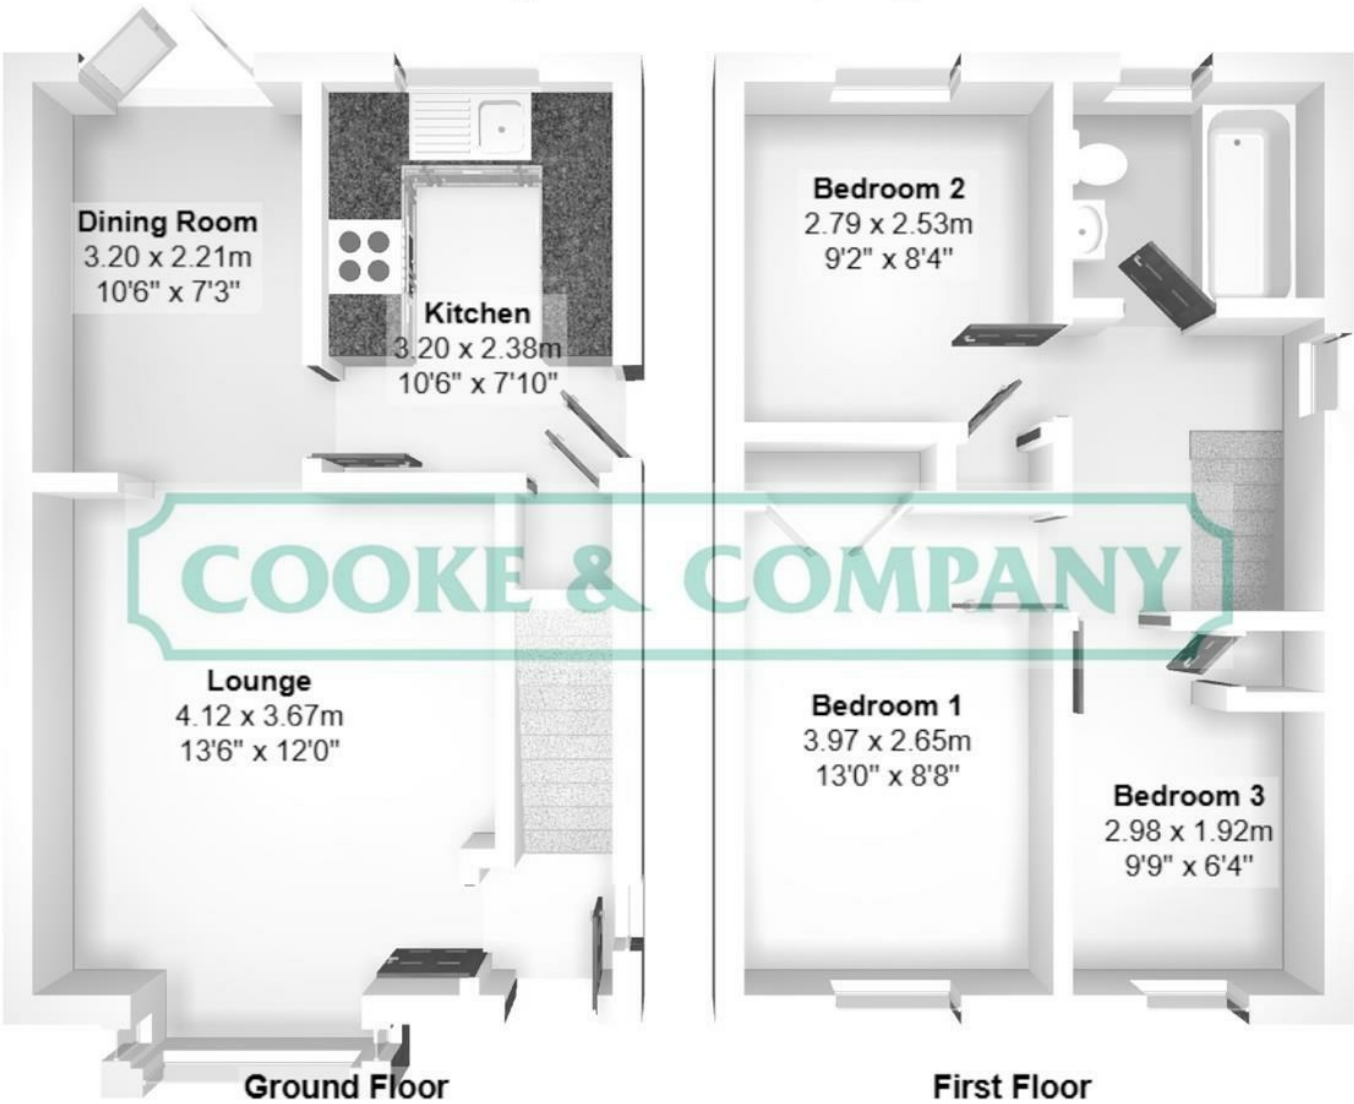 Dining Room
3.20 x 2.21m
10'6" x 7'3"
Kitchen
3.20 x 2.38m
10'6" x 7'10"
Lounge
4.12 x 3.67m
13'6" x 12'0"
Ground Floor
Bedroom 2
2.79 x 2.53m
9'2" x 8'4"
Bedroom 1
3.97 x 2.65m
13'0" x 8'8"
Bedroom 3
2.98 x 1.92m
9'9" x 6'4"
First Floor
COOKE & COMPANY